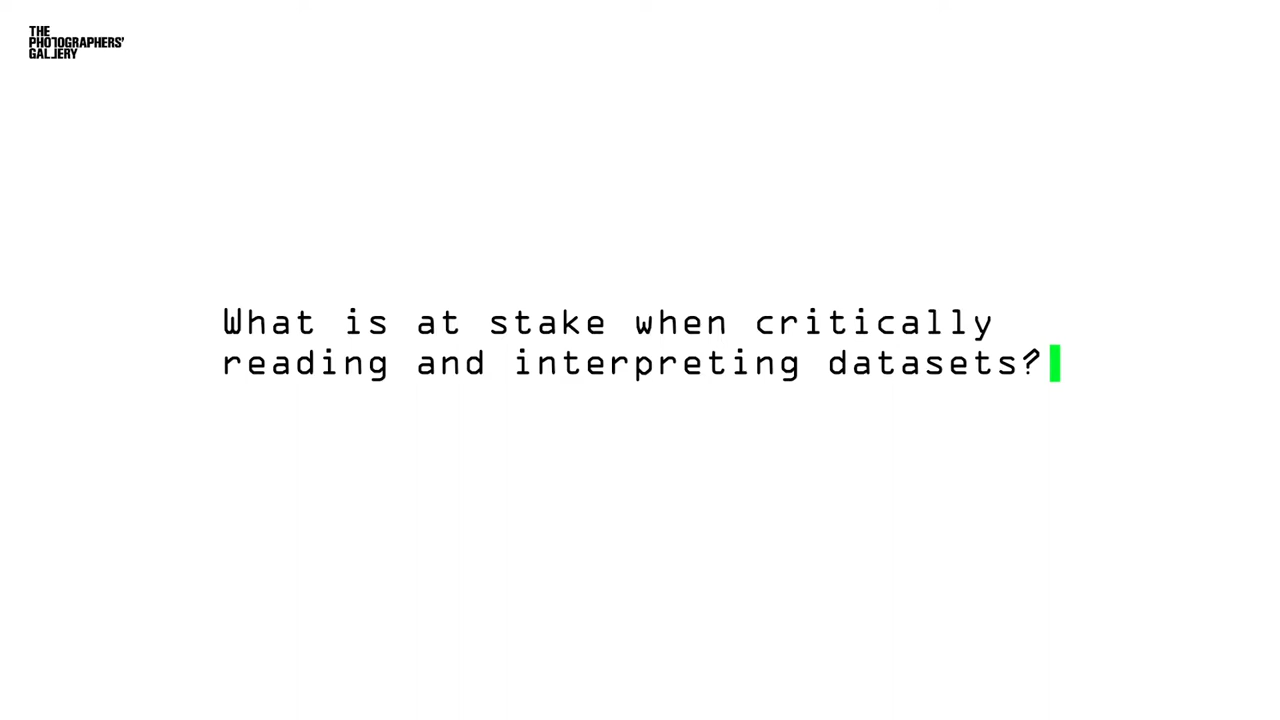 THE
PHOTOGRAPHERS'
GALLERY
What is at stake when critically
reading and interpreting datasets?